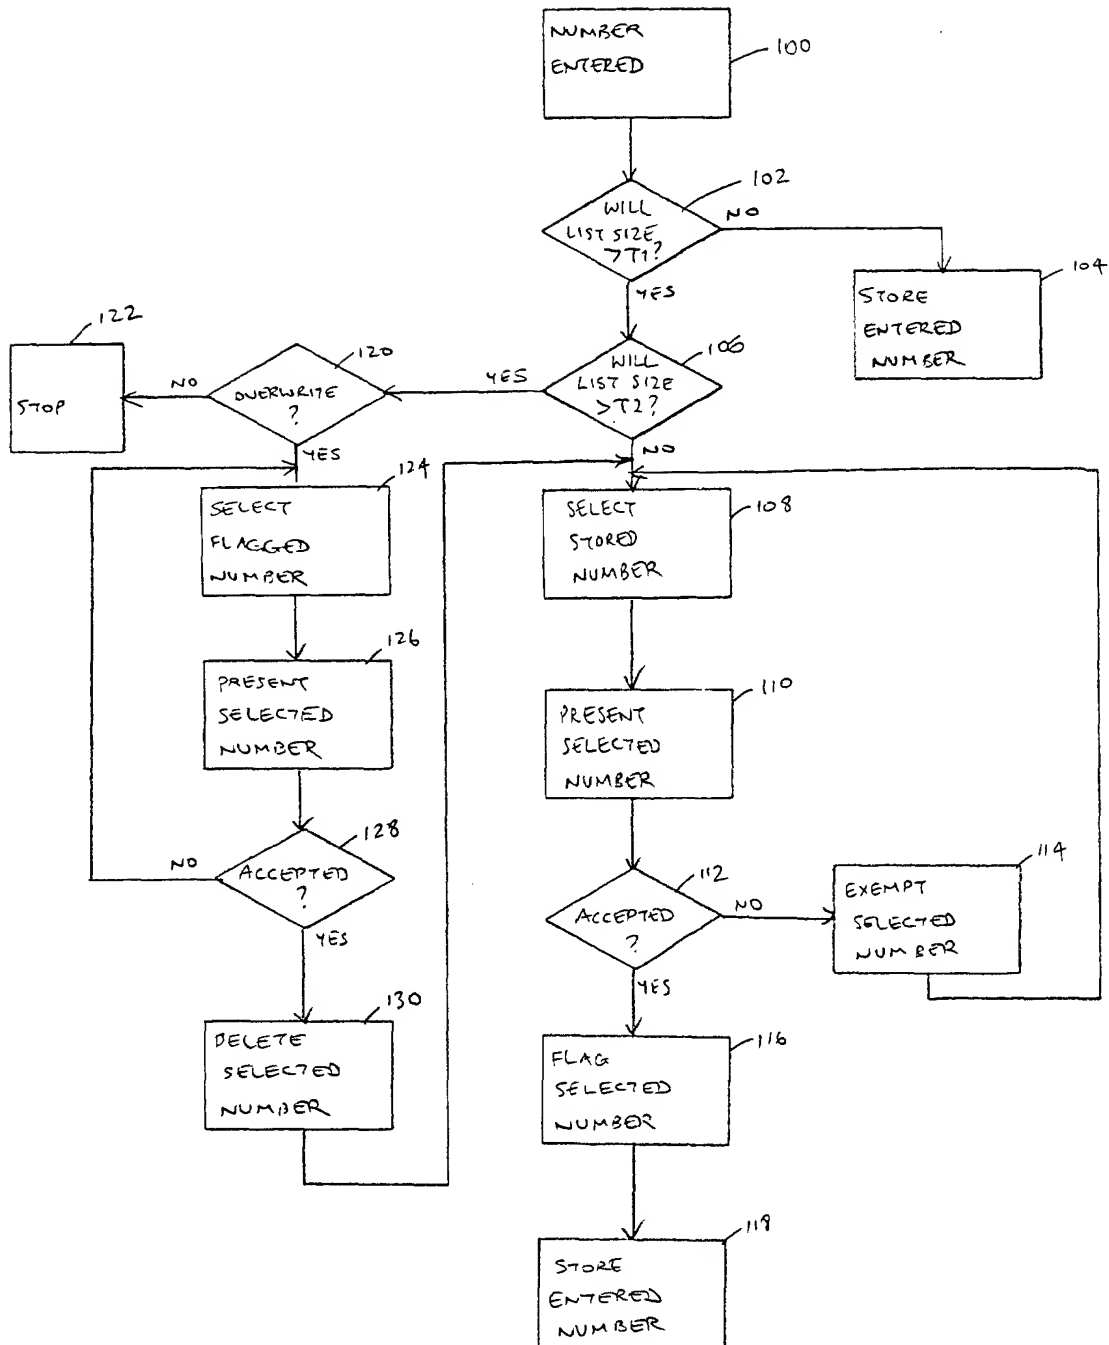 NUMBER
ENTERED
100
WILL
LIST SIZE
>T1?
102
NO
YES
STORE
ENTERED
NUMBER
104
WILL
LIST SIZE
>T2?
106
YES
NO
OVERWRITE
?
120
NO
YES
STOP
122
SELECT
FLAGGED
NUMBER
124
SELECT
STORED
NUMBER
108
PRESENT
SELECTED
NUMBER
126
PRESENT
SELECTED
NUMBER
110
ACCEPTED
?
128
NO
YES
ACCEPTED
?
112
NO
YES
EXEMPT
SELECTED
NUMBER
114
DELETE
SELECTED
NUMBER
130
FLAG
SELECTED
NUMBER
116
STORE
ENTERED
NUMBER
118